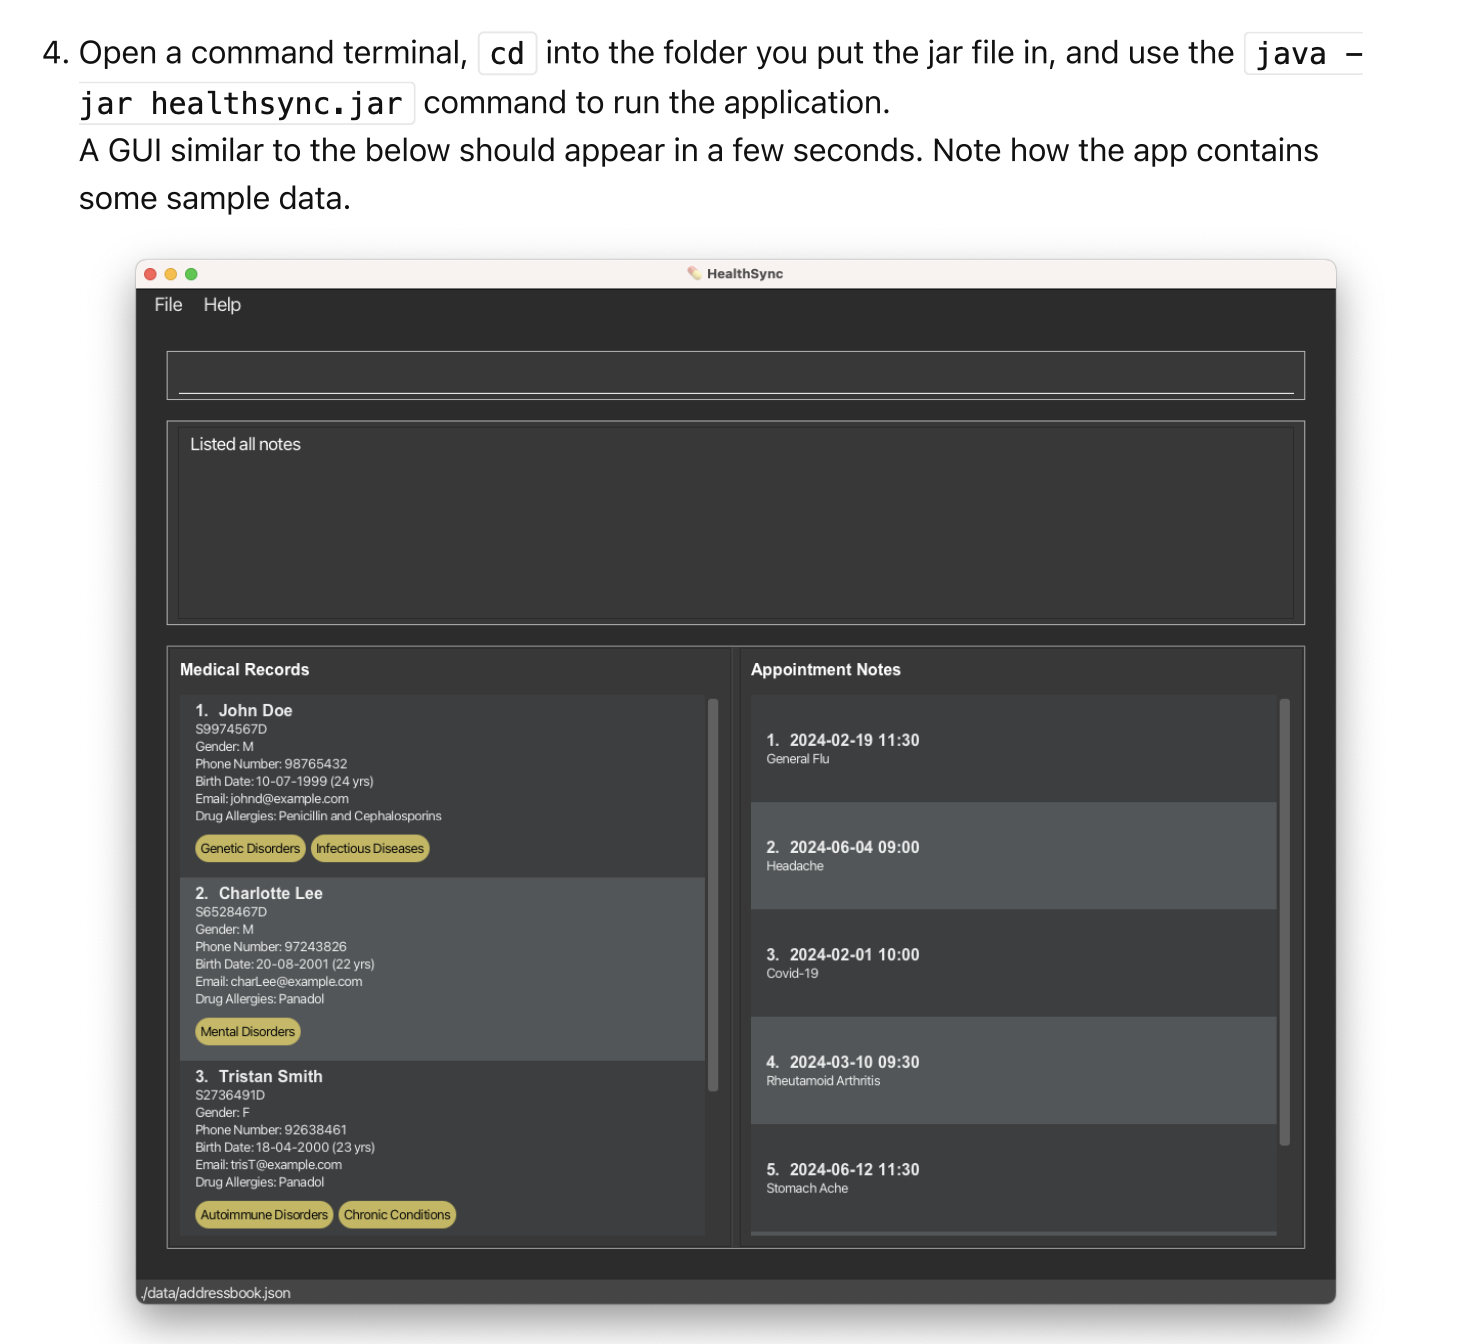 4. Open a command terminal, cd into the folder you put the jar file in, and use the java -
jar healthsync.jar command to run the application.
A GUI similar to the below should appear in a few seconds. Note how the app contains
some sample data.
HealthSync
File Help
Listed all notes
Medical Records
1. John Doe
S9974567D
Gender: M
Phone Number: 98765432
Birth Date: 10-07-1999 (24 yrs)
Email: johnd@example.com
Drug Allergies: Penicillin and Cephalosporins
Genetic Disorders Infectious Diseases
2. Charlotte Lee
S6528467D
Gender: M
Phone Number: 97243826
Birth Date: 20-08-2001 (22 yrs)
Email: charLee@example.com
Drug Allergies: Panadol
Mental Disorders
3. Tristan Smith
S2736491D
Gender: F
Phone Number: 92638461
Birth Date: 18-04-2000 (23 yrs)
Email: trisT@example.com
Drug Allergies: Panadol
Autoimmune Disorders Chronic Conditions
Appointment Notes
1. 2024-02-19 11:30
General Flu
2. 2024-06-04 09:00
Headache
3. 2024-02-01 10:00
Covid-19
4. 2024-03-10 09:30
Rheutamoid Arthritis
5. 2024-06-12 11:30
Stomach Ache
./data/addressbook.json